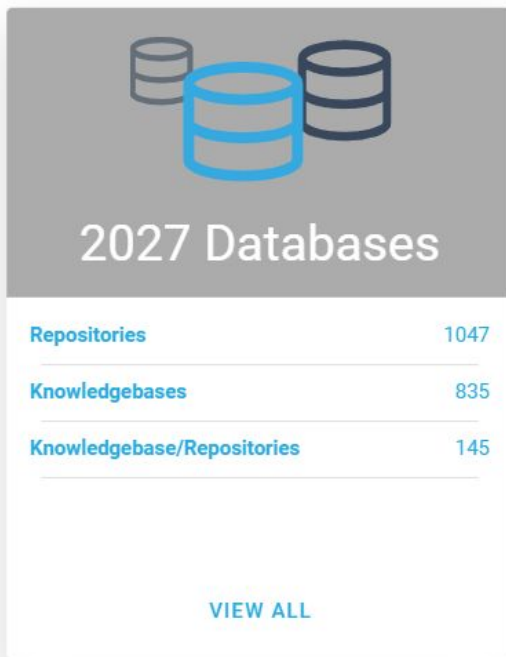 2027 Databases
Repositories 1047
Knowledgebases 835
Knowledgebase/Repositories 145
VIEW ALL